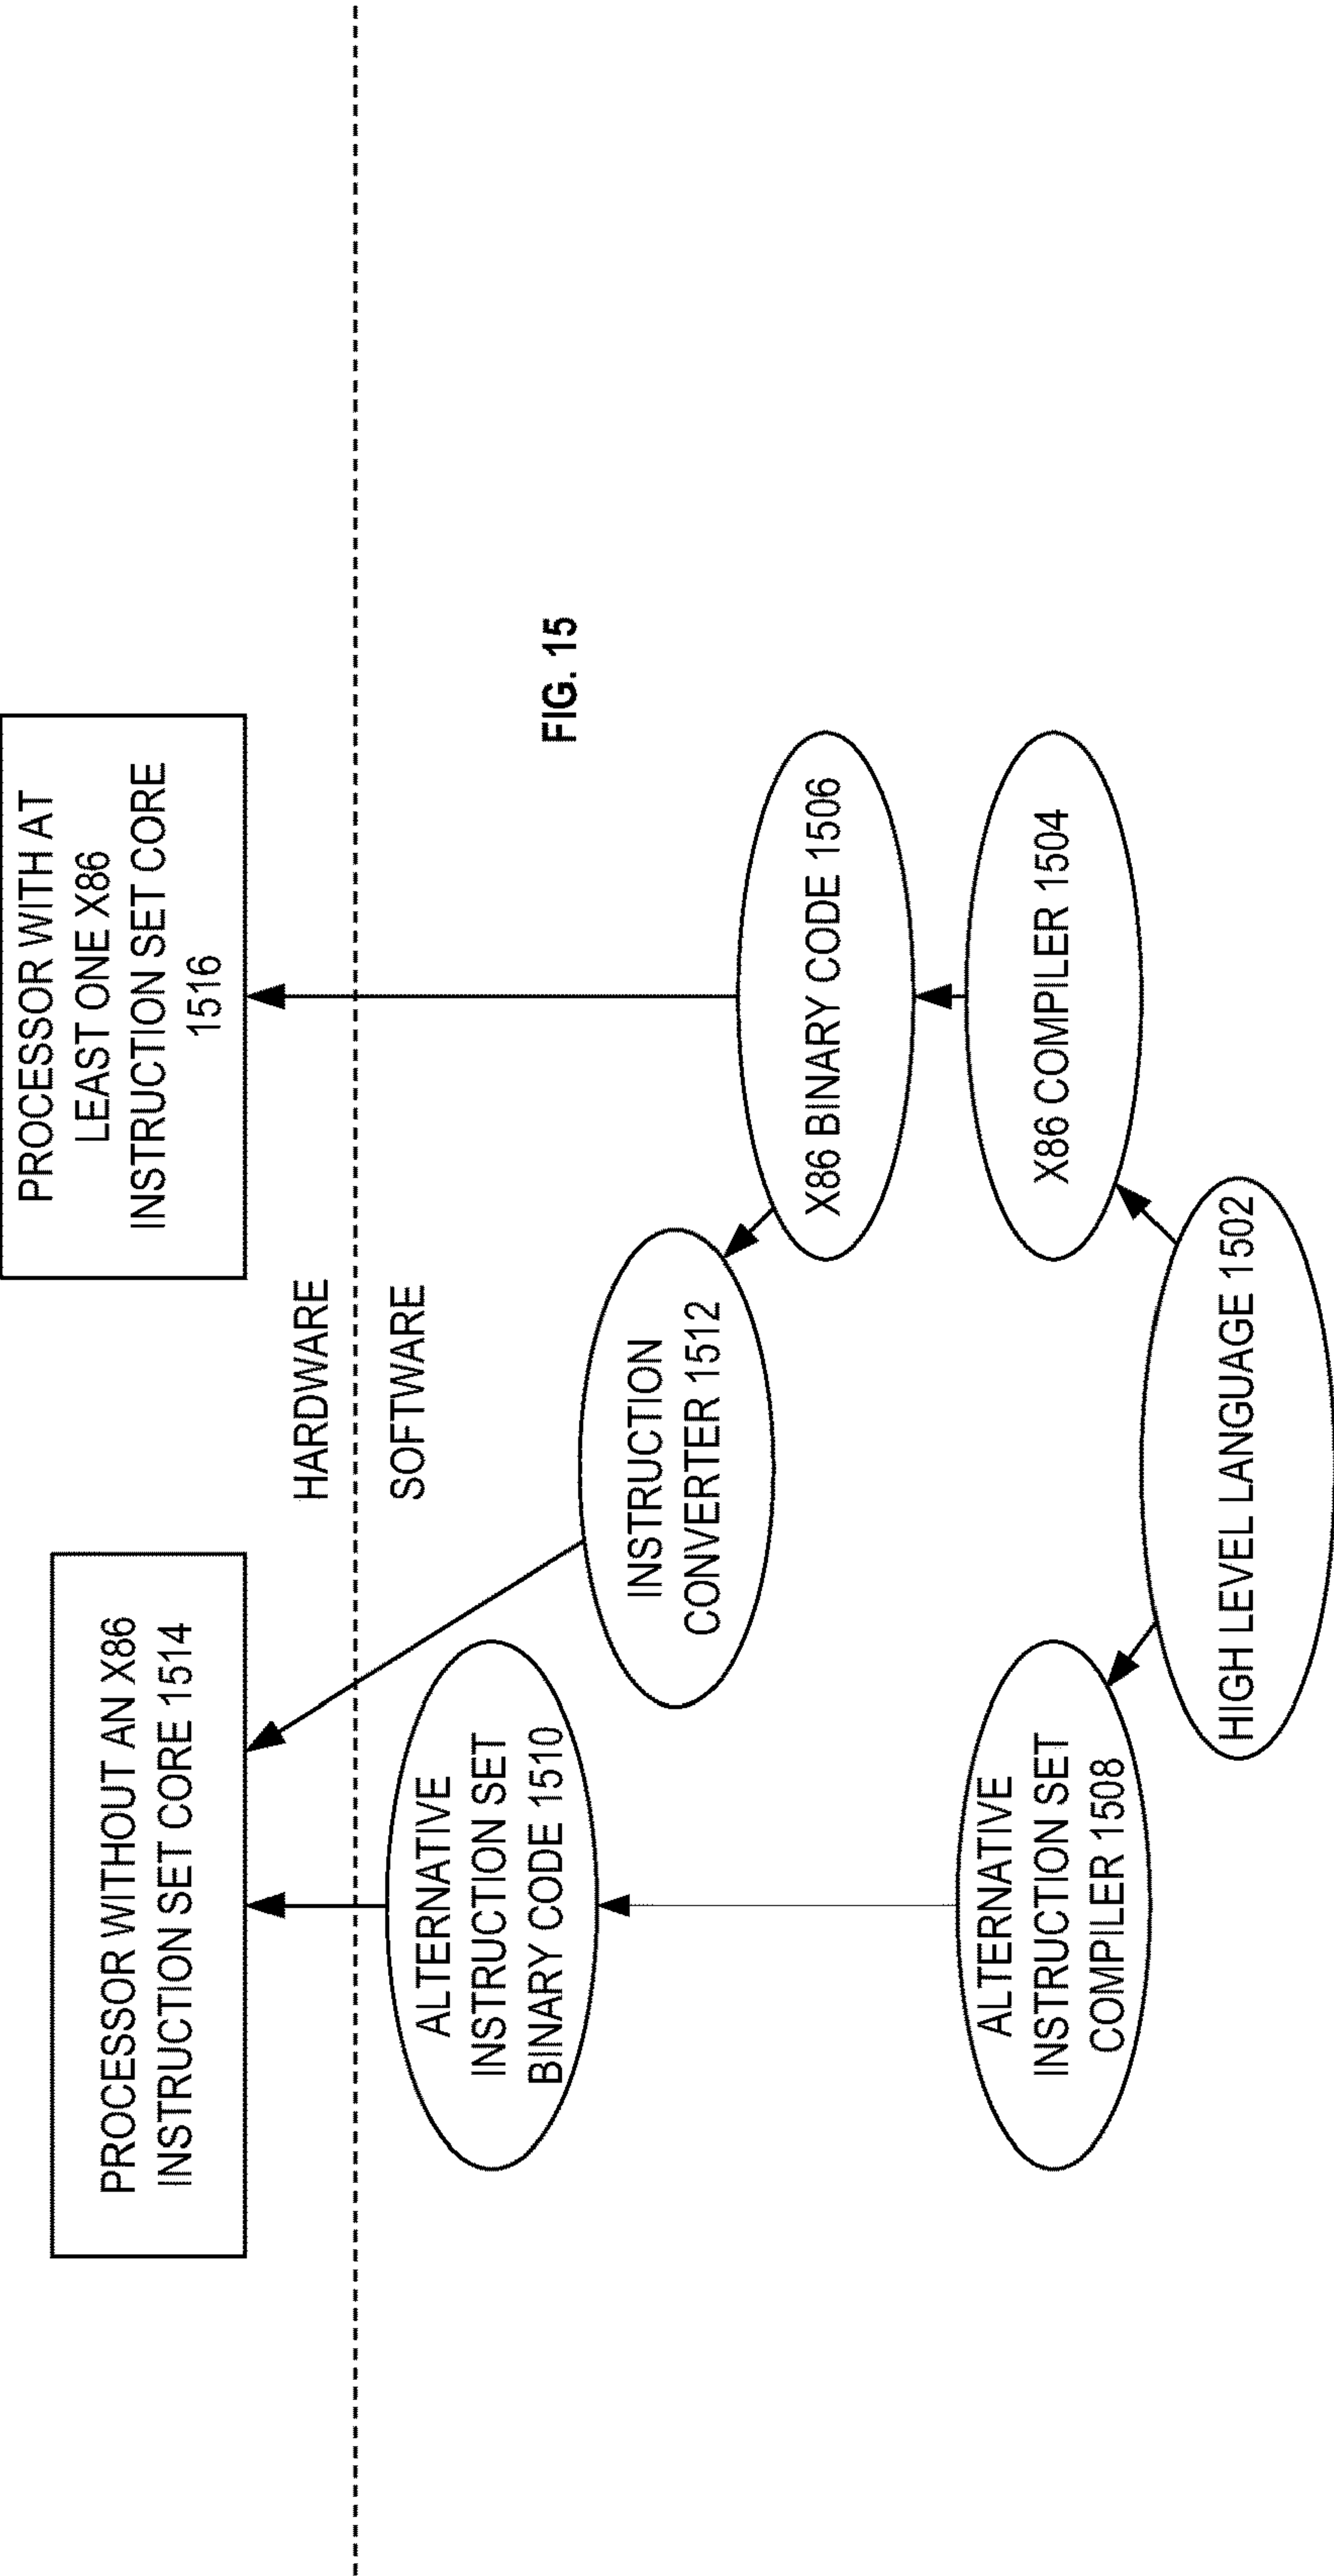 PROCESSOR WITHOUT AN X86
INSTRUCTION SET CORE 1514
PROCESSOR WITH AT
LEAST ONE X86
INSTRUCTION SET CORE
1516
HARDWARE
SOFTWARE
ALTERNATIVE
INSTRUCTION SET
BINARY CODE 1510
FIG. 15
INSTRUCTION
CONVERTER 1512
X86 BINARY CODE 1506
ALTERNATIVE
INSTRUCTION SET
COMPILER 1508
X86 COMPILER 1504
HIGH LEVEL LANGUAGE 1502